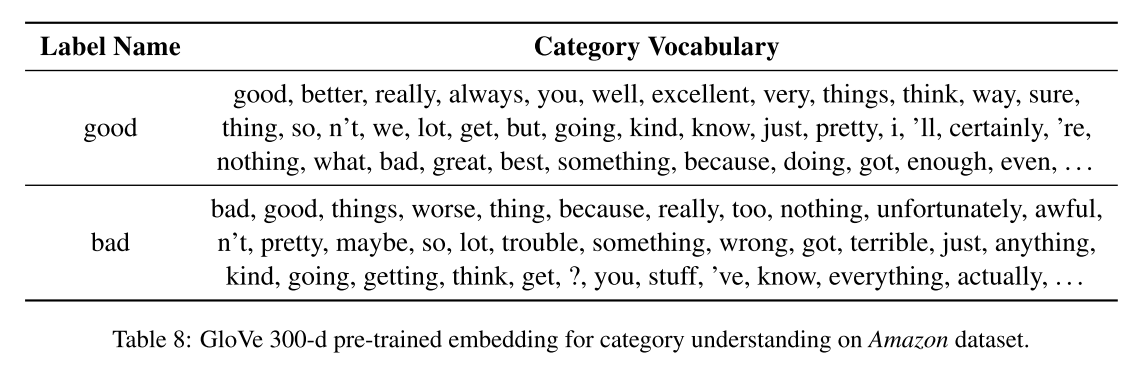 Label Name Category Vocabulary
good, better, really, always, you, well, excellent, very, things, think, way, sure,
good thing, so, n't, we, lot, get, but, going, kind, know, just, pretty, i, 'll, certainly, 're,
nothing, what, bad, great, best, something, because, doing, got, enough, even, . . .
bad, good, things, worse, thing, because, really, too, nothing, unfortunately, awful,
bad n't, pretty, maybe, so, lot, trouble, something, wrong, got, terrible, just, anything,
kind, going, getting, think, get, ?, you, stuff, 've, know, everything, actually, . . .
Table 8: GloVe 300-d pre-trained embedding for category understanding on Amazon dataset.